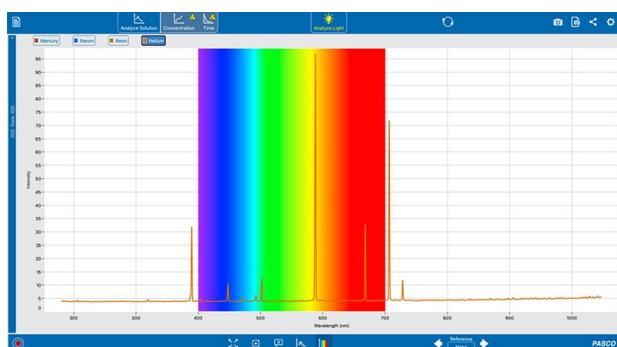 Analyze Solution
Concentration
Time
Analyze Light
Mercury
Xenon
Neon
Helium
Tools
Intensity
95
90
85
80
75
70
65
60
55
50
45
40
35
30
25
20
15
10
5
0
200
300
400
500
600
700
800
900
1000
Wavelength (nm)
Reference
None
PASCO